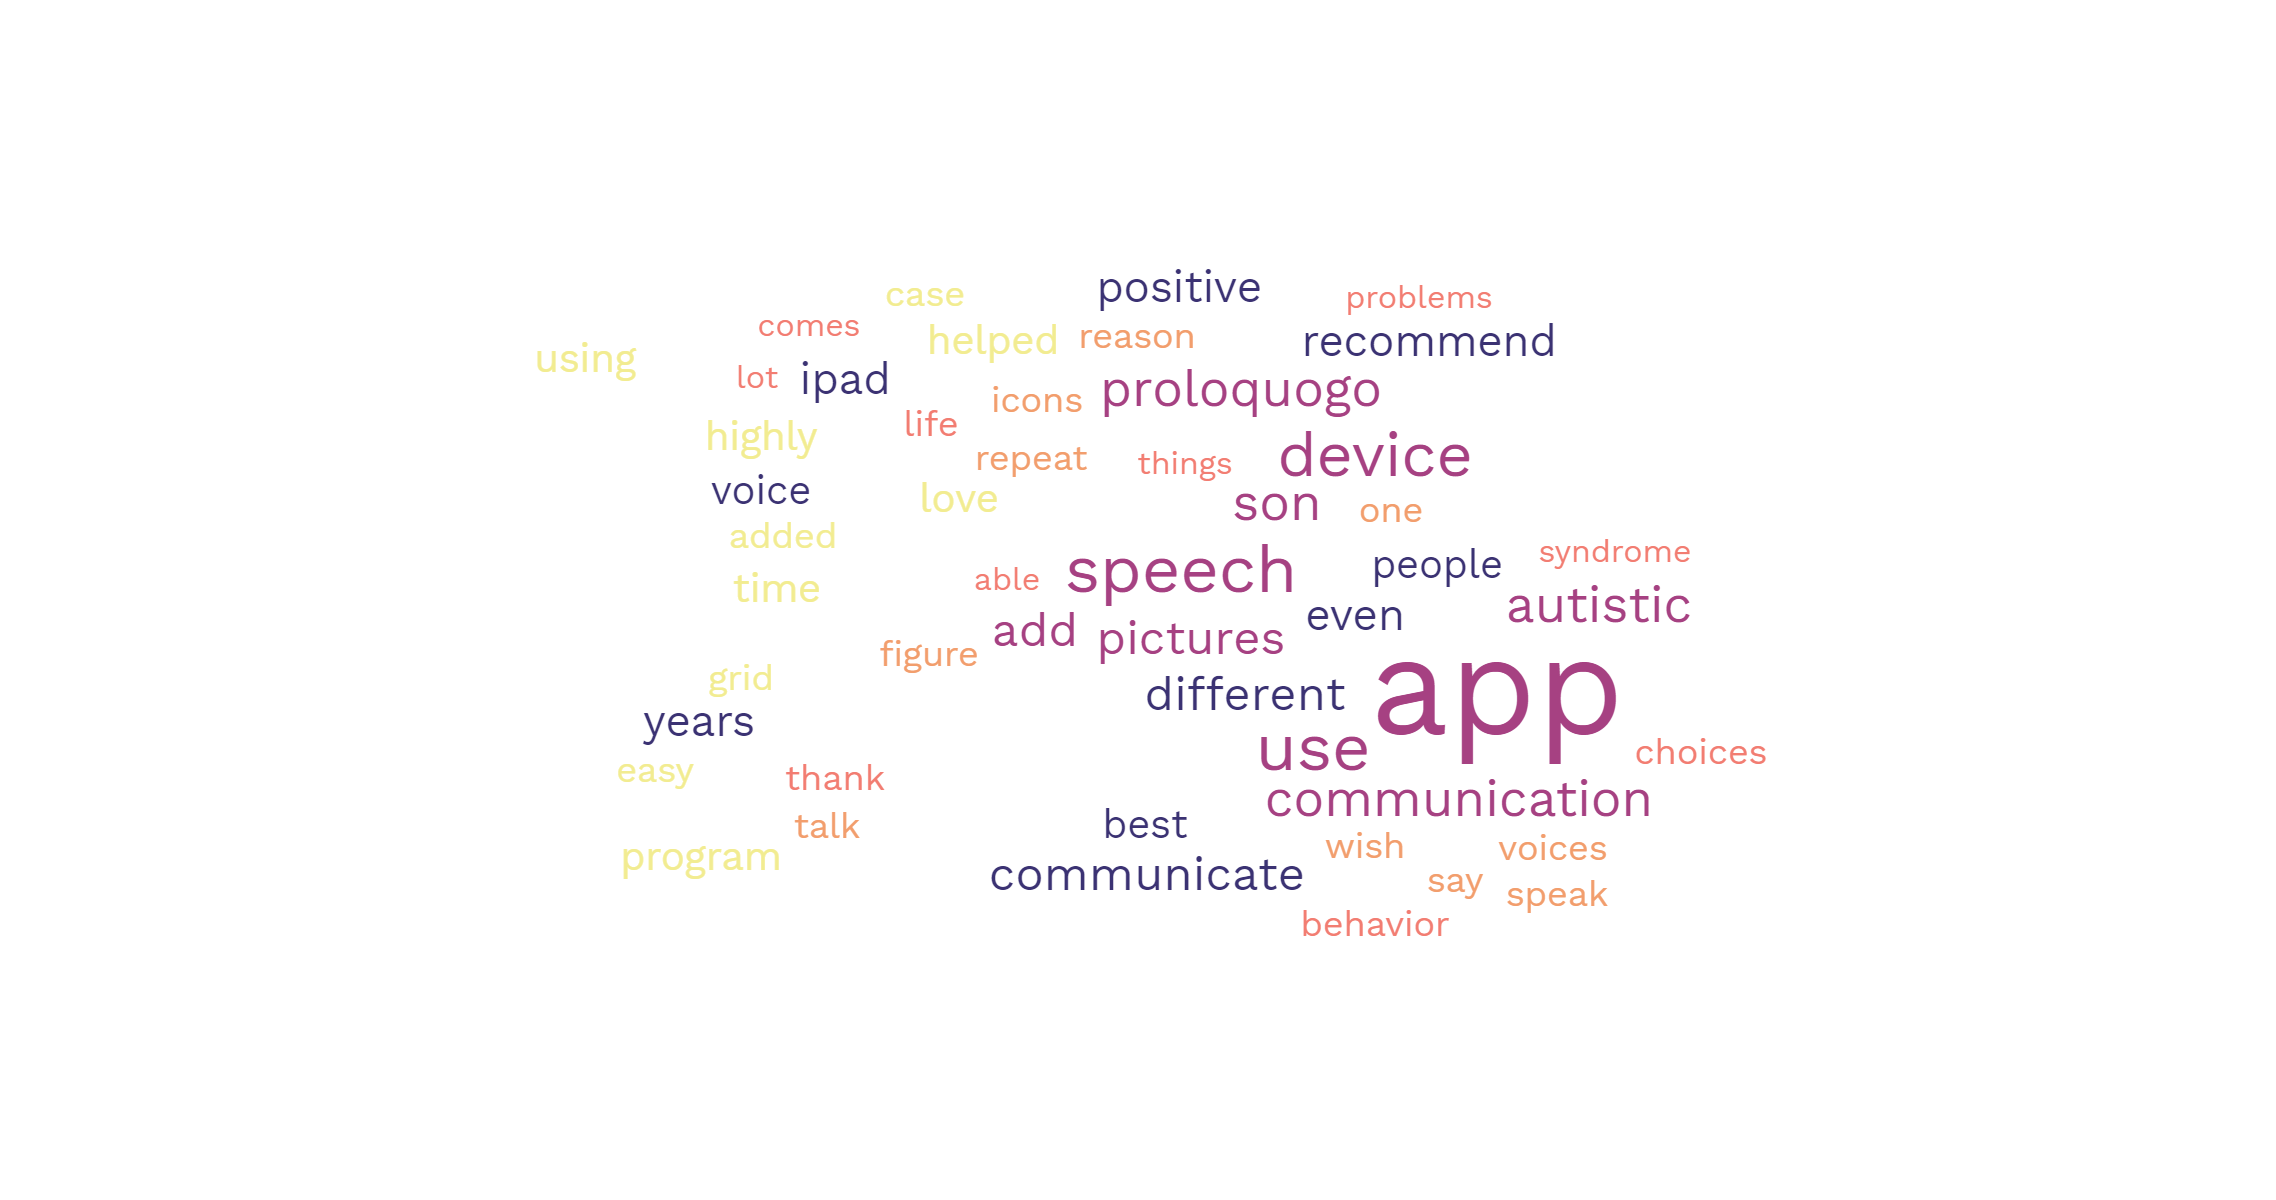 positive
case
problems
comes
helped
reason
recommend
using
lot
ipad
proloquogo
icons
life
highly
device
repeat
things
voice
love
son
one
added
people
syndrome
speech
able
time
autistic
even
add
pictures
figure
grid
different
app
years
use
choices
easy
thank
communication
best
talk
wish
voices
program
communicate
say
speak
behavior